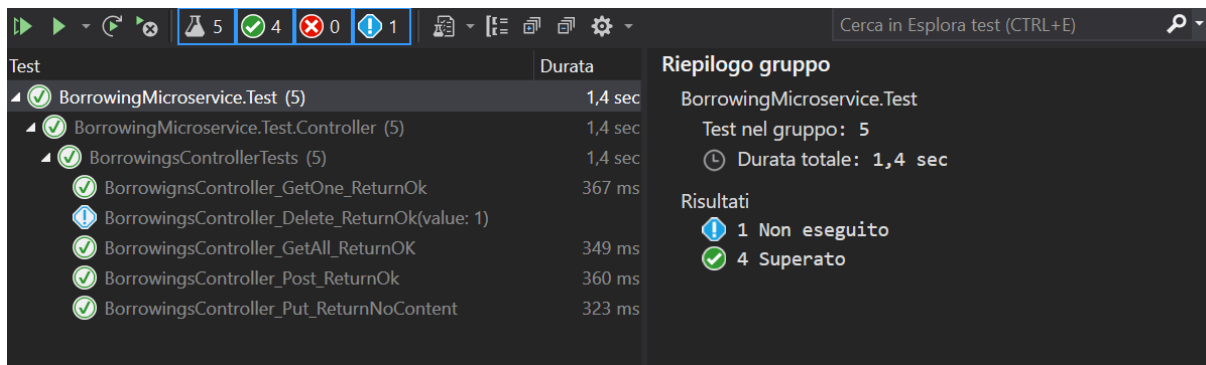 5 4 0 1 Cerca in Esplora test (CTRL+E)
Test Durata
BorrowingMicroservice.Test (5) 1,4 sec
BorrowingMicroservice.Test.Controller (5) 1,4 sec
BorrowingsControllerTests (5) 1,4 sec
BorrowignsController_GetOne_ReturnOk 367 ms
BorrowingsController_Delete_ReturnOk(value: 1)
BorrowingsController_GetAll_ReturnOK 349 ms
BorrowingsController_Post_ReturnOk 360 ms
BorrowingsController_Put_ReturnNoContent 323 ms
Riepilogo gruppo
BorrowingMicroservice.Test
Test nel gruppo: 5
Durata totale: 1,4 sec
Risultati
1 Non eseguito
4 Superato